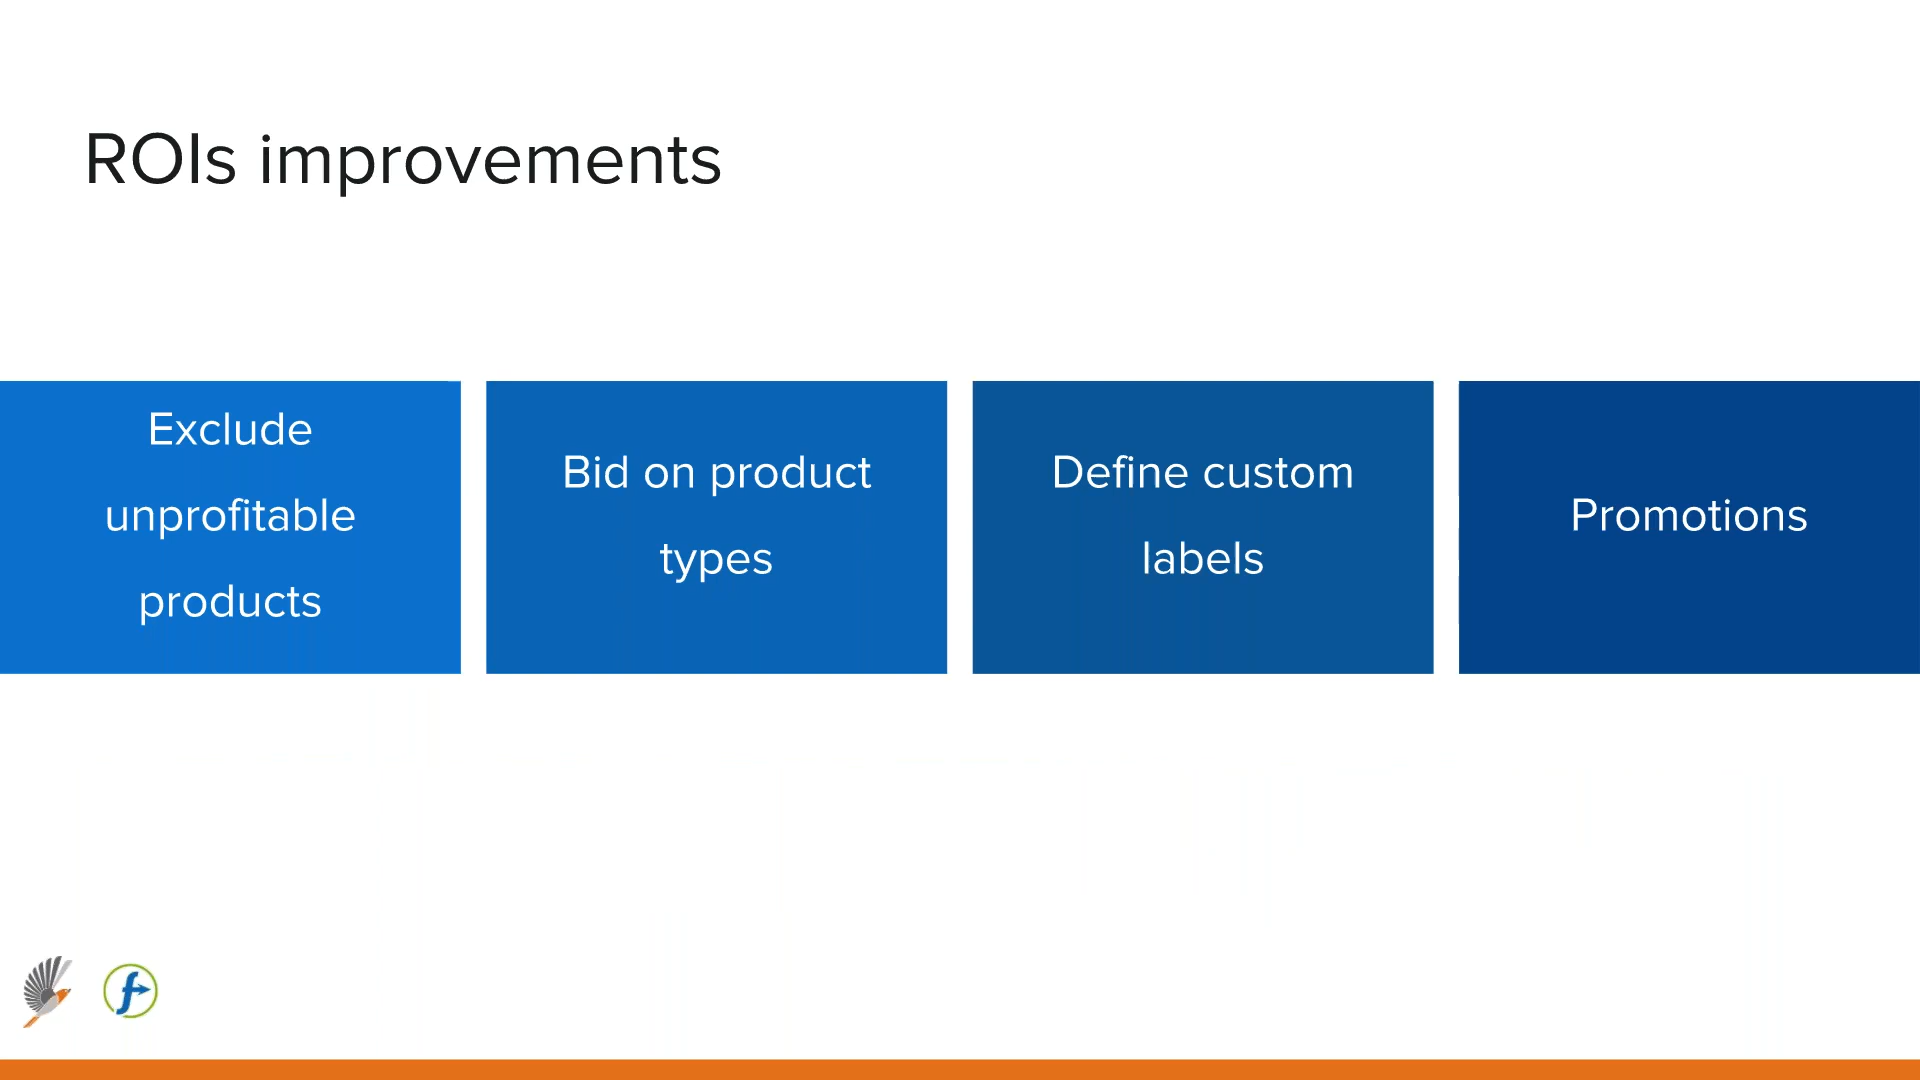 ROIs improvements
Exclude
unprofitable
products
Bid on product
types
Define custom
labels
Promotions